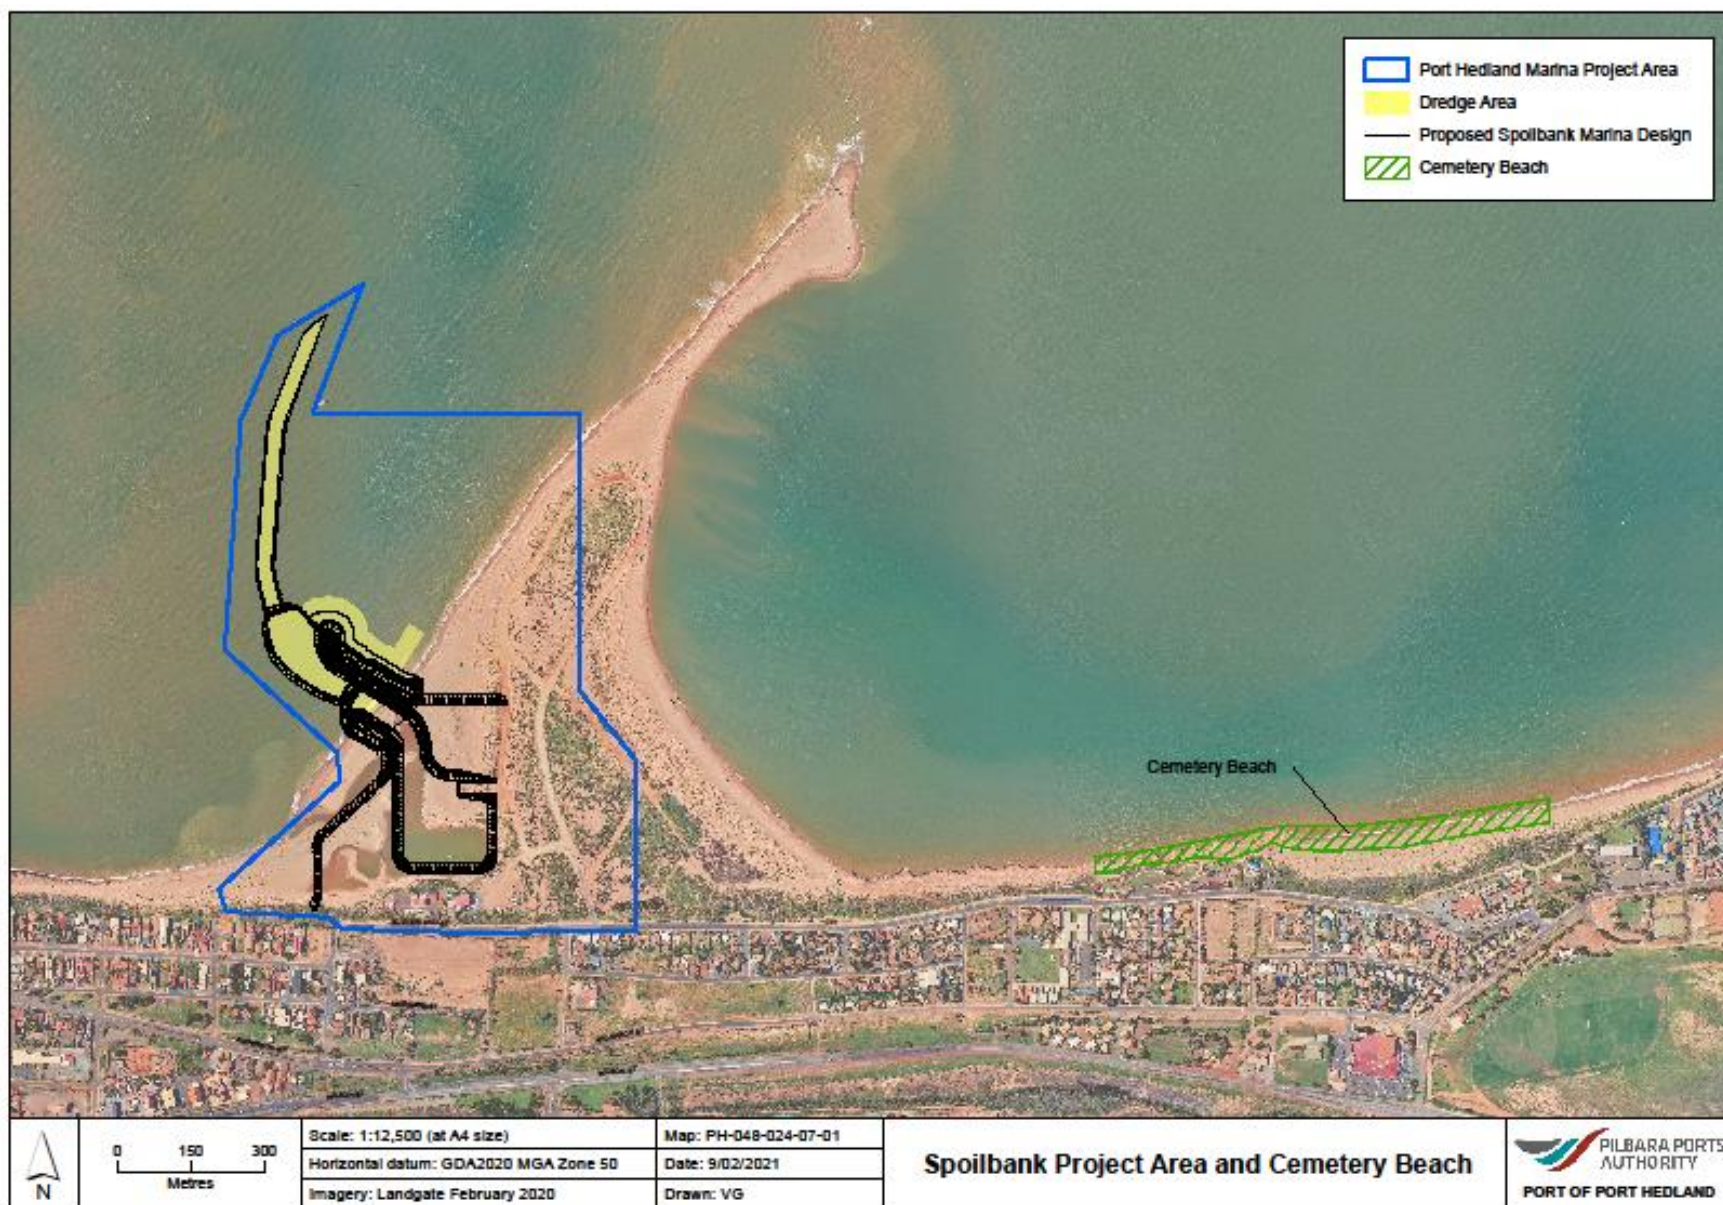 Port Hedland Marina Project Area
Dredge Area
Proposed Spoilbank Marina Design
Cemetery Beach
Cemetery Beach
N
0 150 300
Metres
Scale: 1:12,500 (at A4 size)
Horizontal datum: GDA2020 MGA Zone 50
Imagery: Landgate February 2020
Map: PH-048-024-07-01
Date: 9/02/2021
Drawn: VG
Spoilbank Project Area and Cemetery Beach
PILBARA PORTS
AUTHORITY
PORT OF PORT HEDLAND